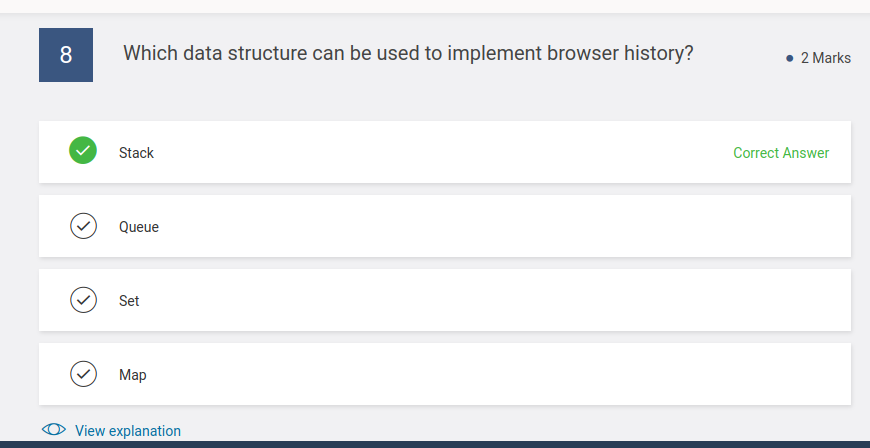 8
Which data structure can be used to implement browser history?
2 Marks
Stack
Correct Answer
Queue
Set
Map
View explanation